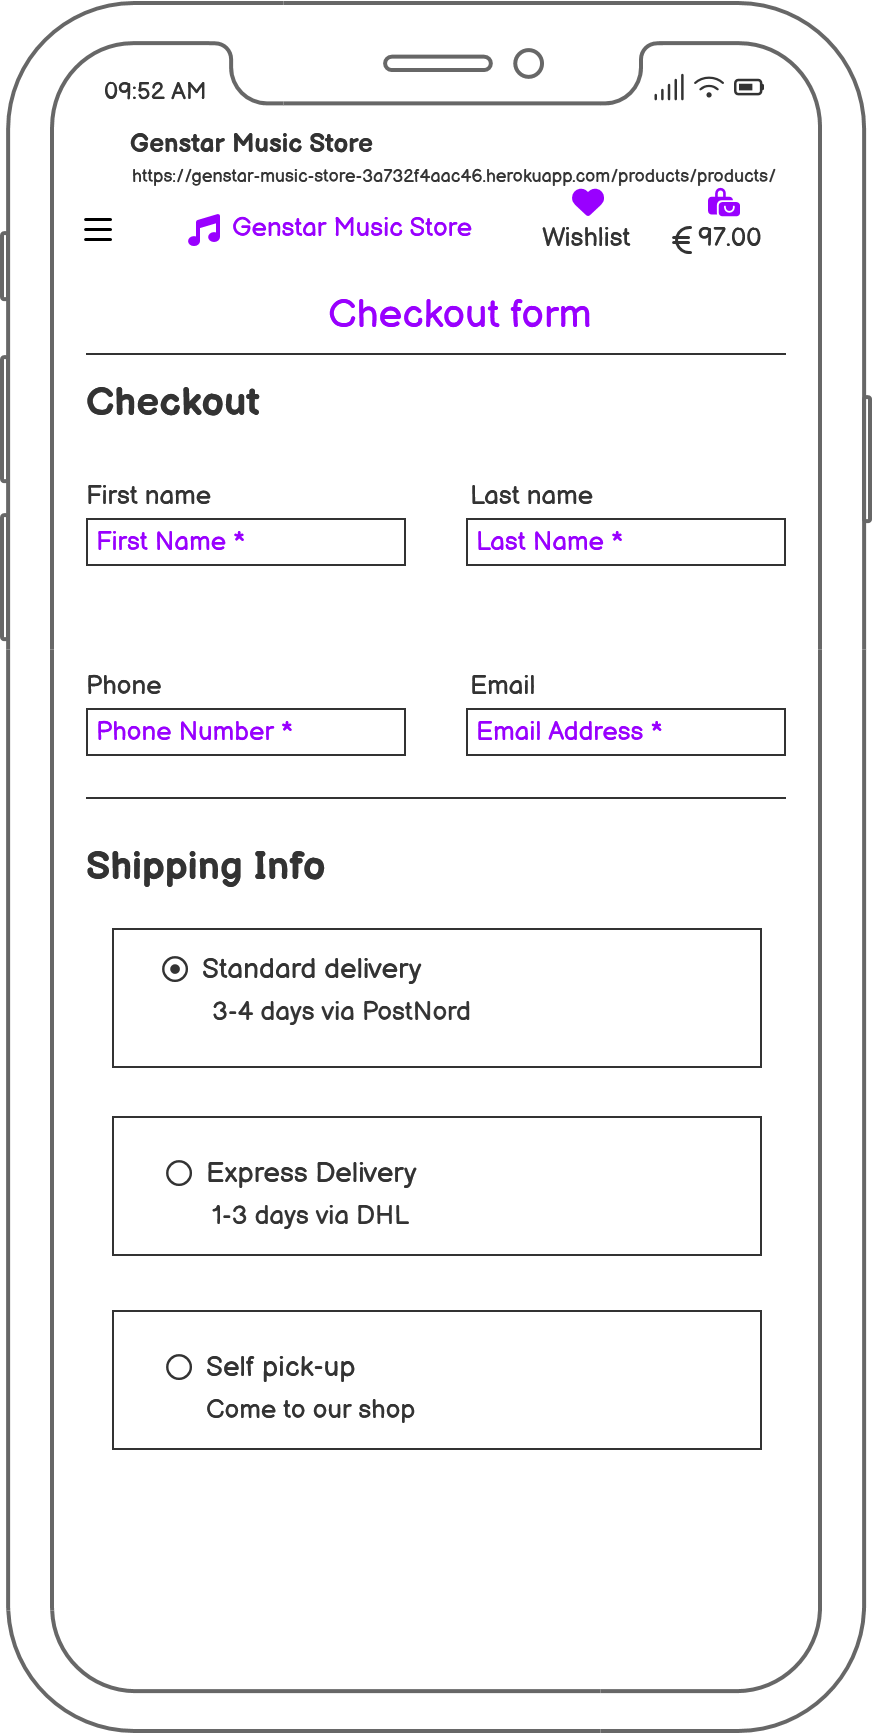 09:52 AM
Genstar Music Store
https://genstar-music-store-3a732f4aac46.herokuapp.com/products/products/
Genstar Music Store
Wishlist
€ 97.00
Checkout form
Checkout
First name
Last name
First Name *
Last Name *
Phone
Email
Phone Number *
Email Address *
Shipping Info
Standard delivery
3-4 days via PostNord
Express Delivery
1-3 days via DHL
Self pick-up
Come to our shop